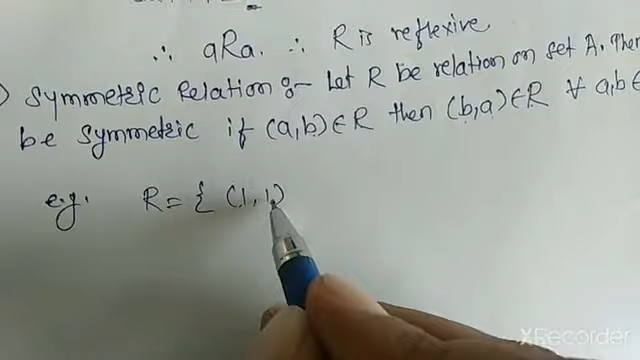 ∴ aRa. ∴ R is reflexive
) Symmetric Relation :- Let R be relation on set A. Then
be symmetric if (a,b)∈R then (b,a)∈R ∀ a,b∈
e.g. R = { (1,1)
XRecorder